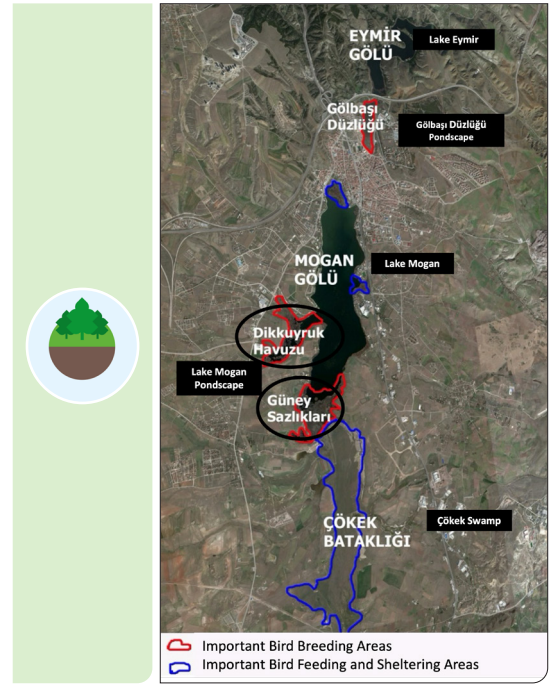 EYMİR
GÖLÜ
Lake Eymir
Gölbaşı
Düzlüğü
Gölbaşı Düzlüğü
Pondscape
MOGAN
GÖLÜ
Lake Mogan
Dikkuyruk
Havuzu
Lake Mogan
Pondscape
Güney
Sazlıkları
ÇÖKEK
BATAKLIĞI
Çökek Swamp
Important Bird Breeding Areas
Important Bird Feeding and Sheltering Areas